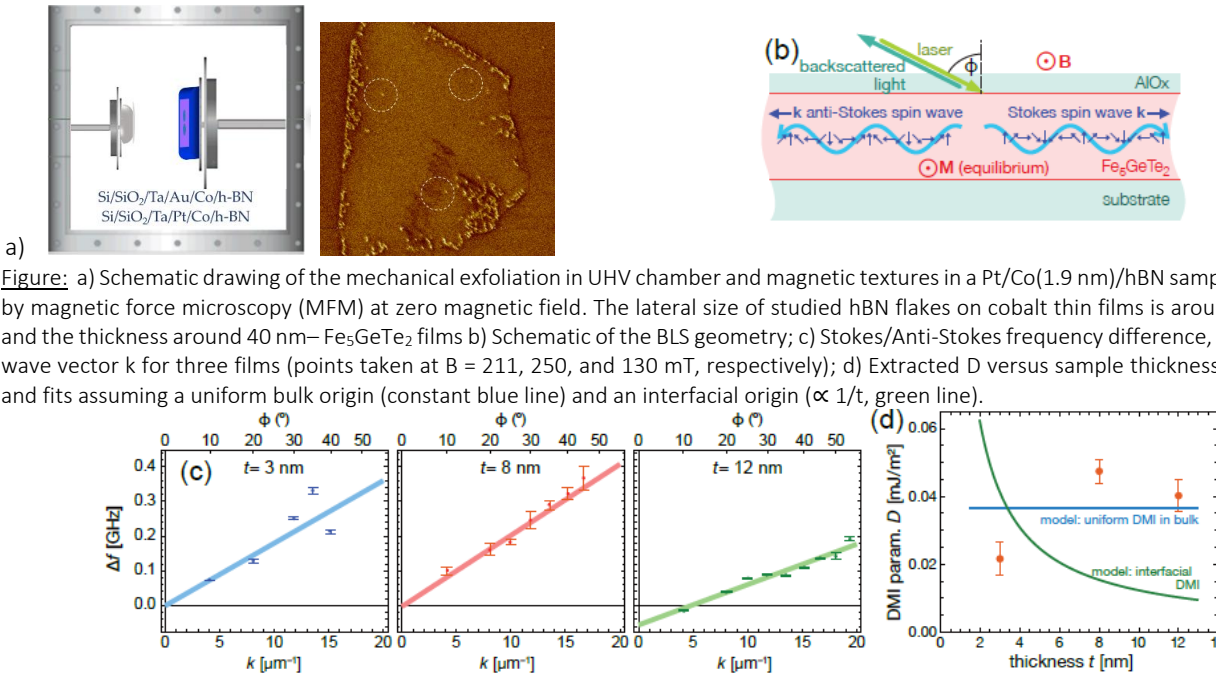 Si/SiO₂/Ta/Au/Co/h-BN
Si/SiO₂/Ta/Pt/Co/h-BN
a)
(b)
laser
backscattered
light
ϕ
⊙B
AlOx
k anti-Stokes spin wave
Stokes spin wave k
⊙M (equilibrium)
Fe₅GeTe₂
substrate
Figure: a) Schematic drawing of the mechanical exfoliation in UHV chamber and magnetic textures in a Pt/Co(1.9 nm)/hBN samp
by magnetic force microscopy (MFM) at zero magnetic field. The lateral size of studied hBN flakes on cobalt thin films is arou
and the thickness around 40 nm– Fe₅GeTe₂ films b) Schematic of the BLS geometry; c) Stokes/Anti-Stokes frequency difference,
wave vector k for three films (points taken at B = 211, 250, and 130 mT, respectively); d) Extracted D versus sample thickness
and fits assuming a uniform bulk origin (constant blue line) and an interfacial origin (∝ 1/t, green line).
ϕ (º) ϕ (º) ϕ (º)
0 10 20 30 40 50 0 10 20 30 40 50 0 10 20 30 40 50
(c) t= 3 nm t= 8 nm t= 12 nm
Δf [GHz]
0.4
0.3
0.2
0.1
0.0
0 5 10 15 20 0 5 10 15 20 0 5 10 15 20
k [µm⁻¹] k [µm⁻¹] k [µm⁻¹]
(d)
DMI param. D [mJ/m²]
0.06
0.04
model: uniform DMI in bulk
0.02
model: interfacial
DMI
0.00
0 2 4 6 8 10 12 1
thickness t [nm]